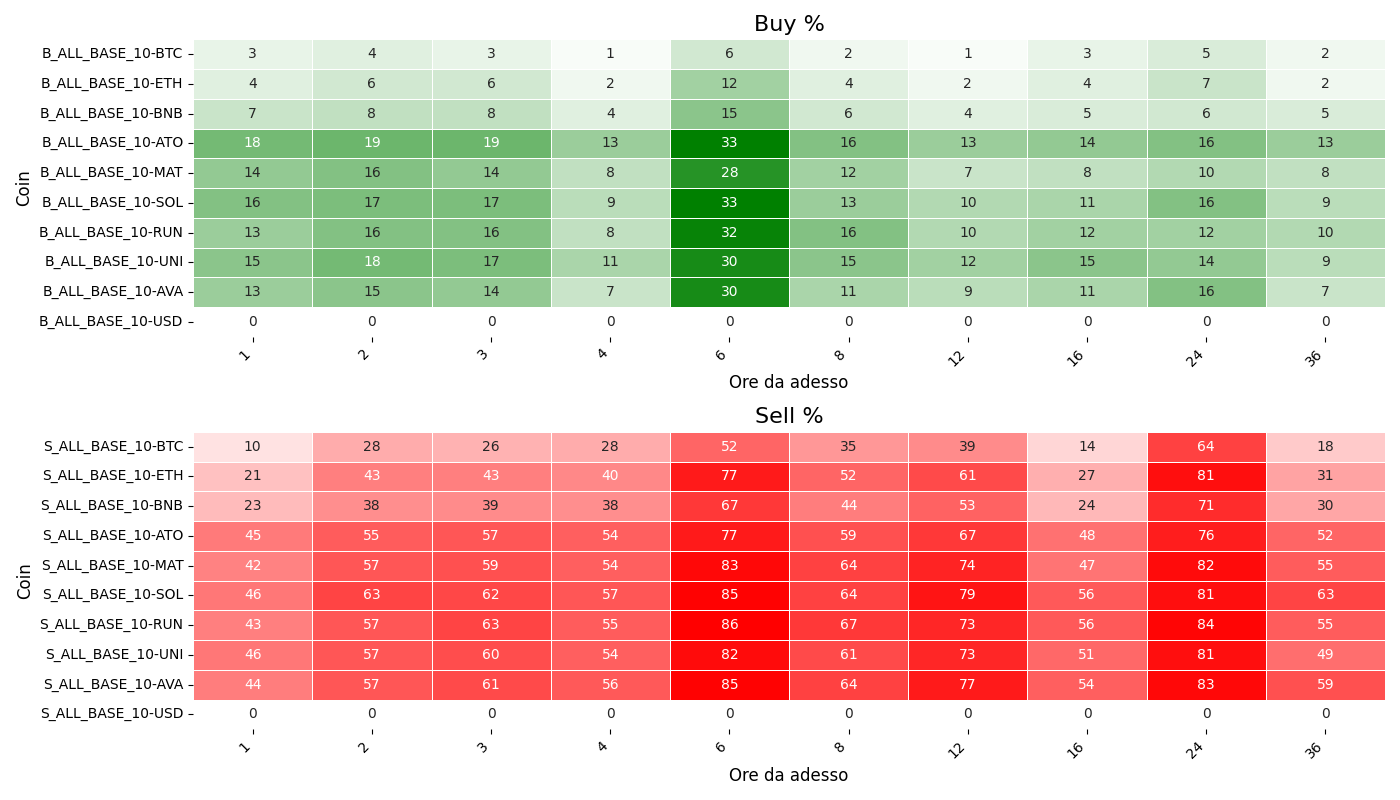 Buy %
Coin
B_ALL_BASE_10-BTC 3 4 3 1 6 2 1 3 5 2
B_ALL_BASE_10-ETH 4 6 6 2 12 4 2 4 7 2
B_ALL_BASE_10-BNB 7 8 8 4 15 6 4 5 6 5
B_ALL_BASE_10-ATO 18 19 19 13 33 16 13 14 16 13
B_ALL_BASE_10-MAT 14 16 14 8 28 12 7 8 10 8
B_ALL_BASE_10-SOL 16 17 17 9 33 13 10 11 16 9
B_ALL_BASE_10-RUN 13 16 16 8 32 16 10 12 12 10
B_ALL_BASE_10-UNI 15 18 17 11 30 15 12 15 14 9
B_ALL_BASE_10-AVA 13 15 14 7 30 11 9 11 16 7
B_ALL_BASE_10-USD 0 0 0 0 0 0 0 0 0 0
1 2 3 4 6 8 12 16 24 36
Ore da adesso
Sell %
Coin
S_ALL_BASE_10-BTC 10 28 26 28 52 35 39 14 64 18
S_ALL_BASE_10-ETH 21 43 43 40 77 52 61 27 81 31
S_ALL_BASE_10-BNB 23 38 39 38 67 44 53 24 71 30
S_ALL_BASE_10-ATO 45 55 57 54 77 59 67 48 76 52
S_ALL_BASE_10-MAT 42 57 59 54 83 64 74 47 82 55
S_ALL_BASE_10-SOL 46 63 62 57 85 64 79 56 81 63
S_ALL_BASE_10-RUN 43 57 63 55 86 67 73 56 84 55
S_ALL_BASE_10-UNI 46 57 60 54 82 61 73 51 81 49
S_ALL_BASE_10-AVA 44 57 61 56 85 64 77 54 83 59
S_ALL_BASE_10-USD 0 0 0 0 0 0 0 0 0 0
1 2 3 4 6 8 12 16 24 36
Ore da adesso